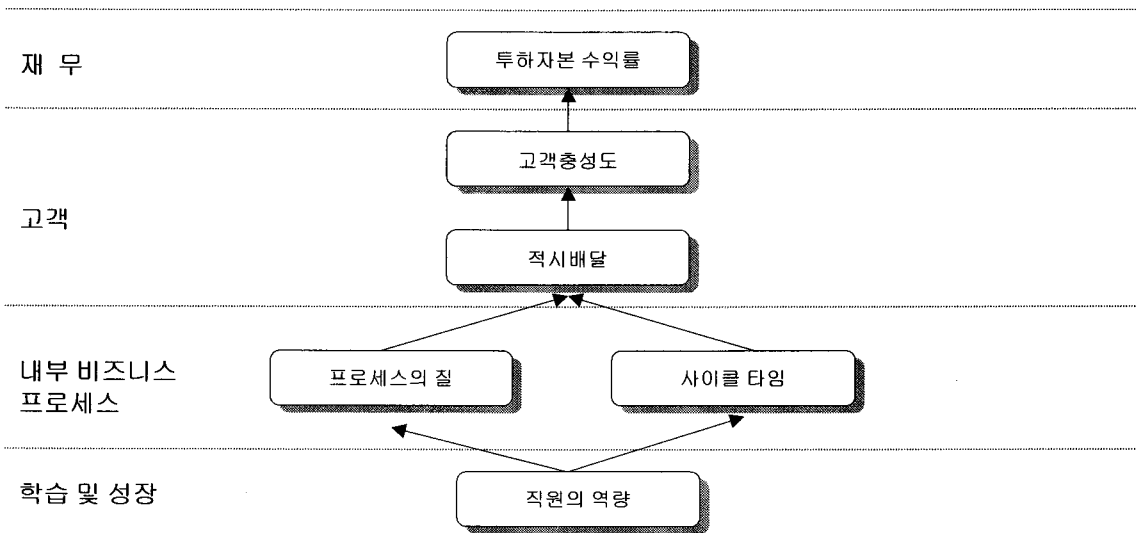 재 무
투하자본 수익률
고객충성도
고객
적시배달
내부 비즈니스
프로세스
프로세스의 질
사이클 타임
학습 및 성장
직원의 역량